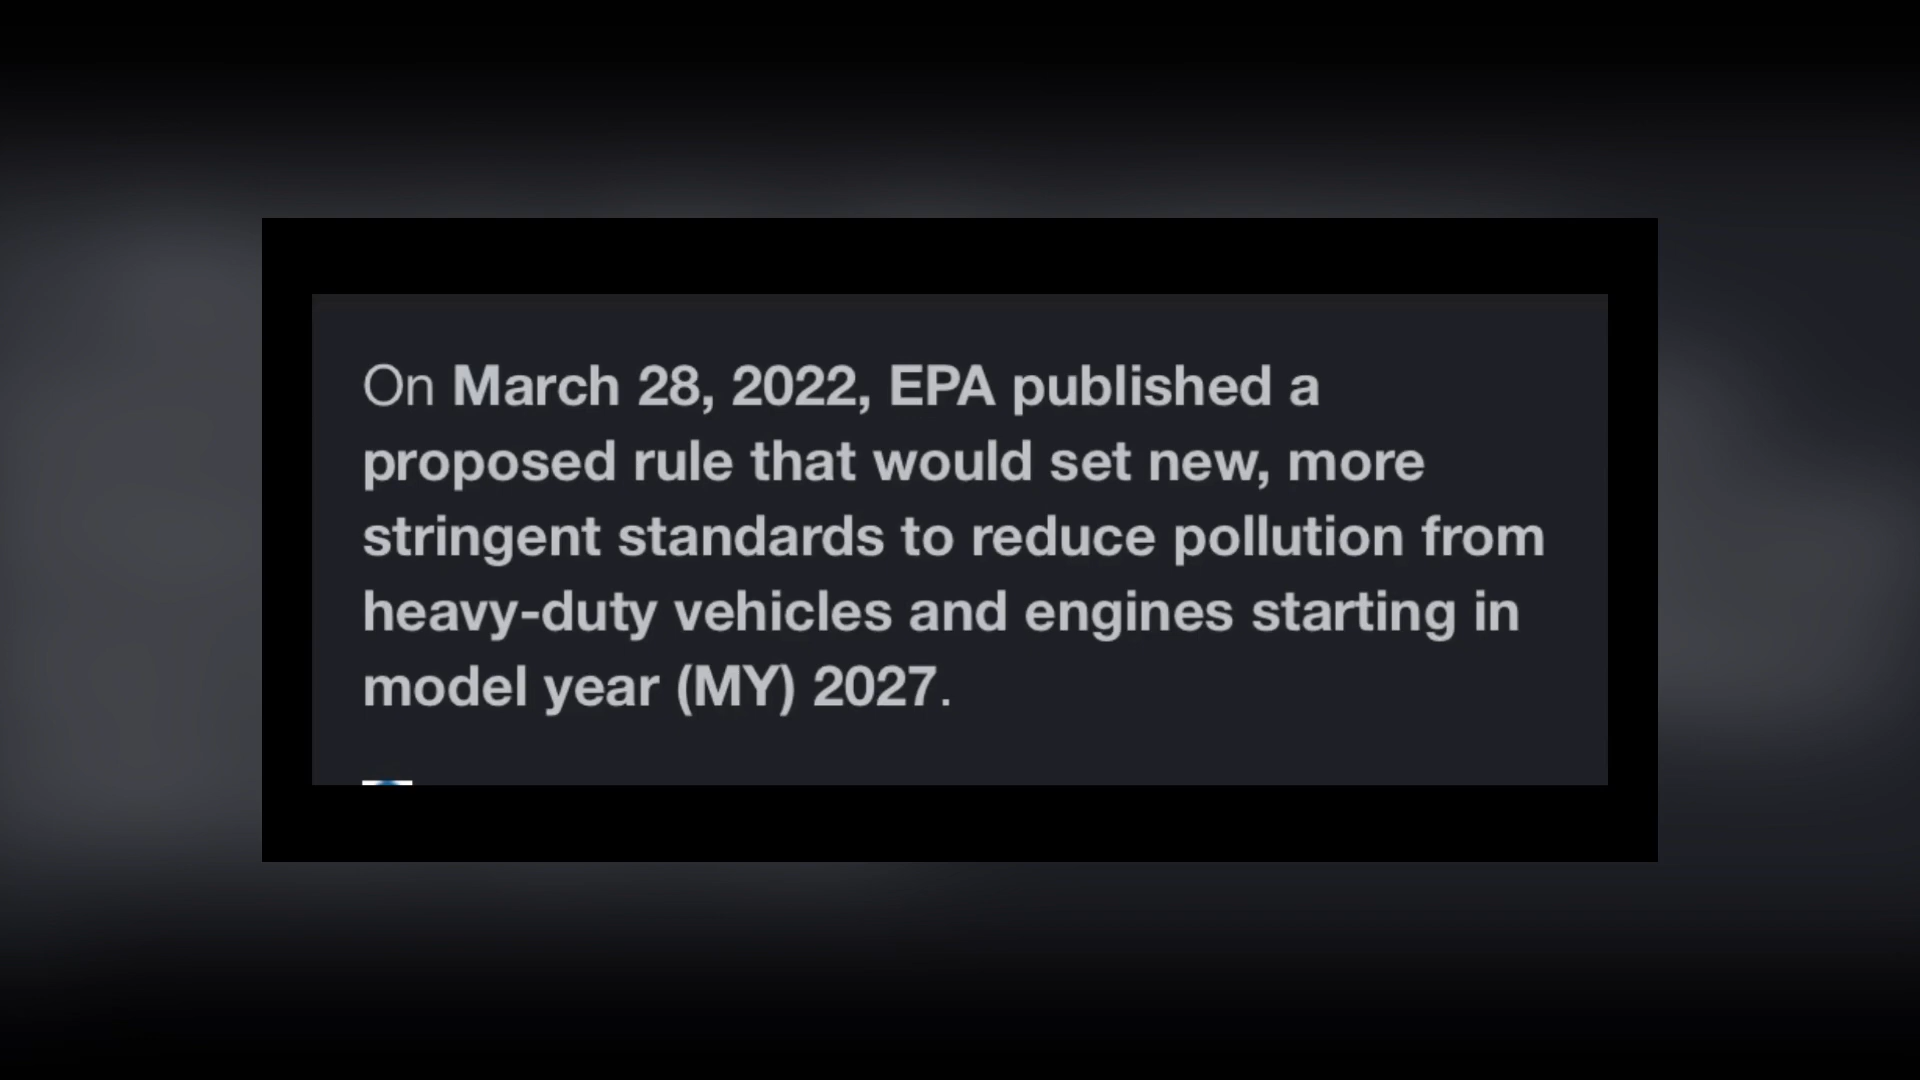 On March 28, 2022, EPA published a
proposed rule that would set new, more
stringent standards to reduce pollution from
heavy-duty vehicles and engines starting in
model year (MY) 2027.